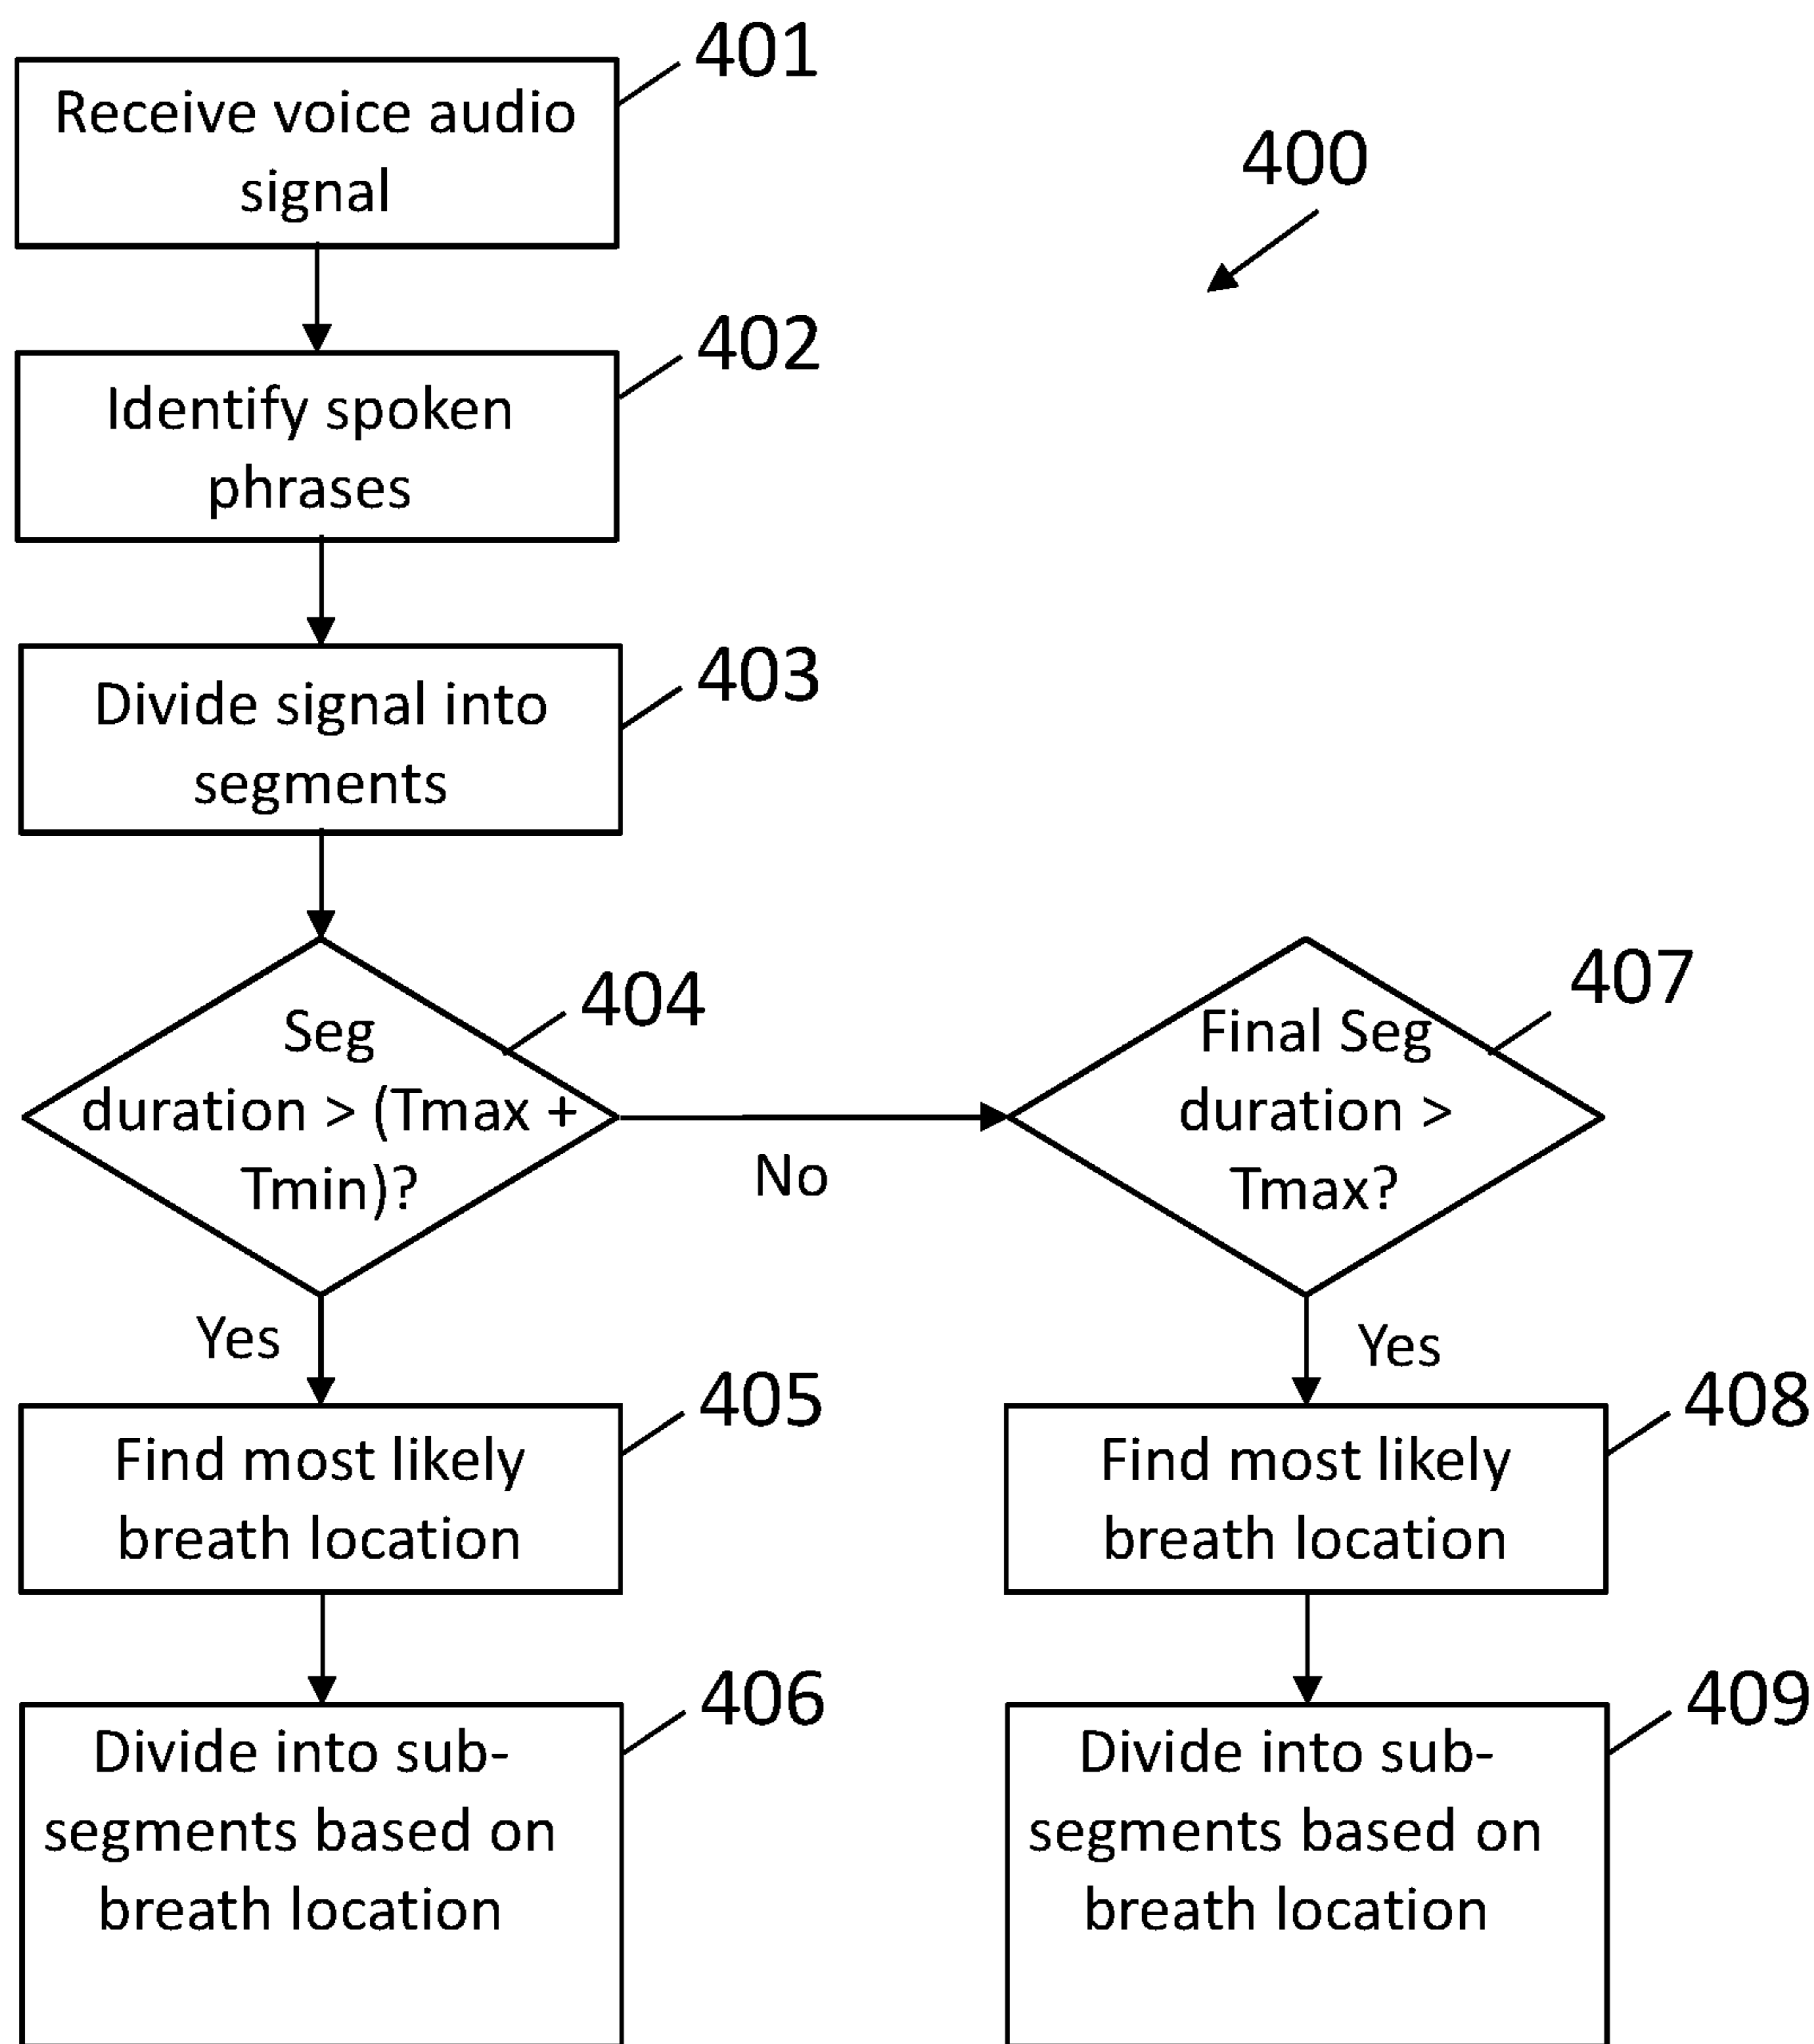 401
Receive voice audio
signal
400
402
Identify spoken
phrases
403
Divide signal into
segments
404
Seg
duration > (Tmax +
Tmin)?
No
407
Final Seg
duration >
Tmax?
Yes
Yes
405
Find most likely
breath location
408
Find most likely
breath location
406
Divide into sub-
segments based on
breath location
409
Divide into sub-
segments based on
breath location